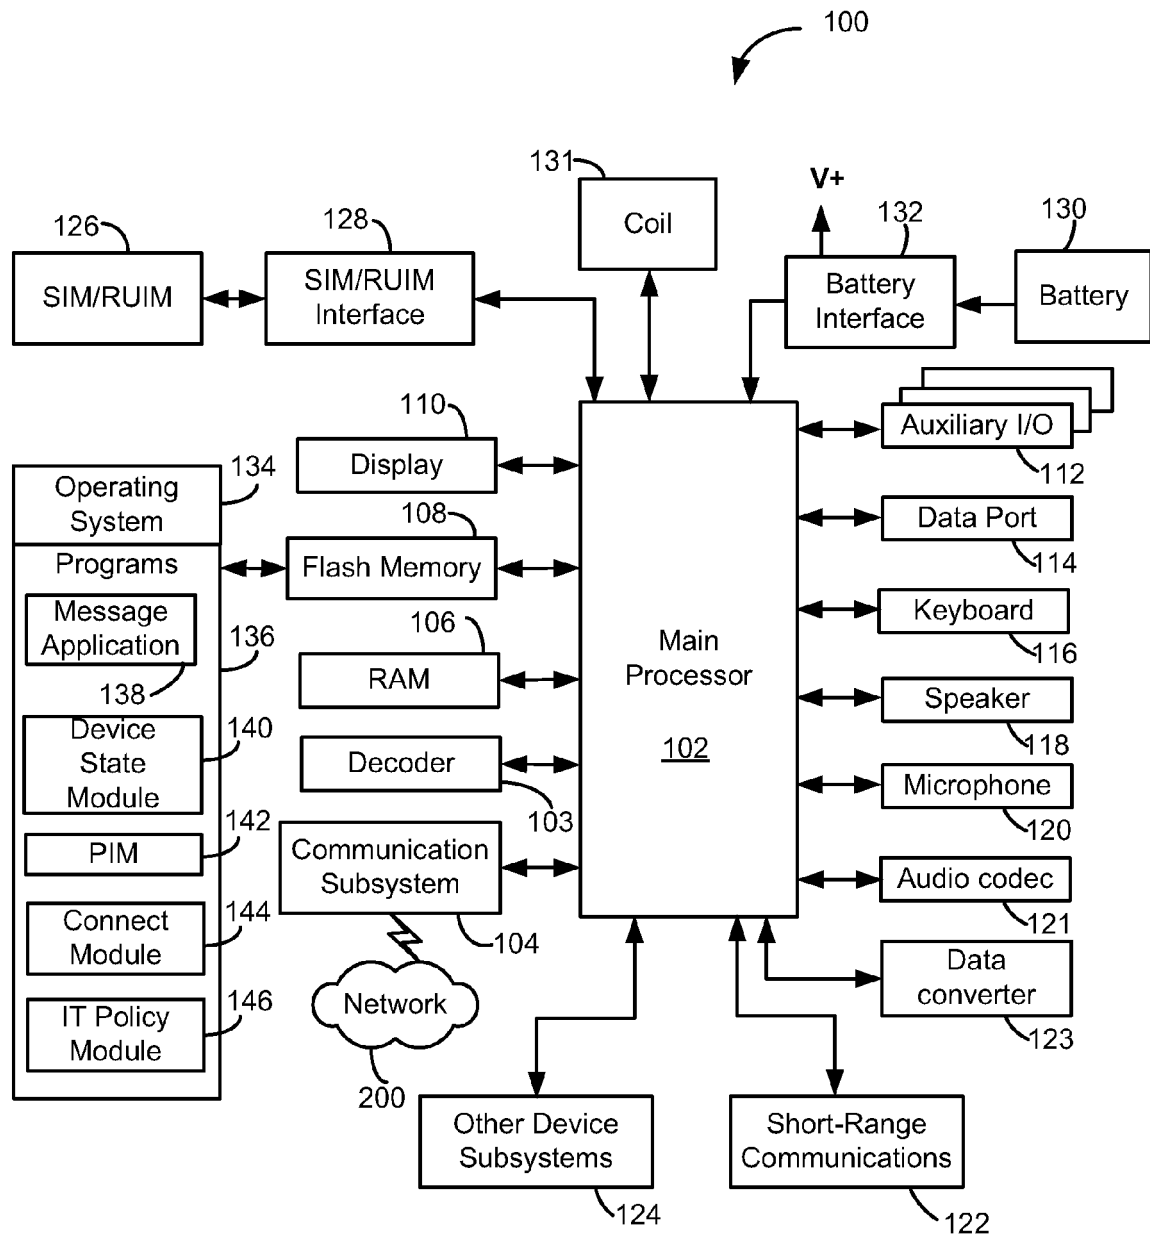 100
131
Coil
V+
132
130
Battery
Interface
Battery
126
SIM/RUIM
128
SIM/RUIM
Interface
110
Display
Auxiliary I/O
112
134
Operating
System
108
Flash Memory
Data Port
114
Programs
Message
Application
138
136
106
RAM
Keyboard
116
Main
Processor
102
Speaker
118
Device
State
Module
140
Decoder
103
Microphone
120
PIM
142
Communication
Subsystem
104
Audio codec
121
Connect
Module
144
Network
200
Data
converter
123
IT Policy
Module
146
Other Device
Subsystems
124
Short-Range
Communications
122